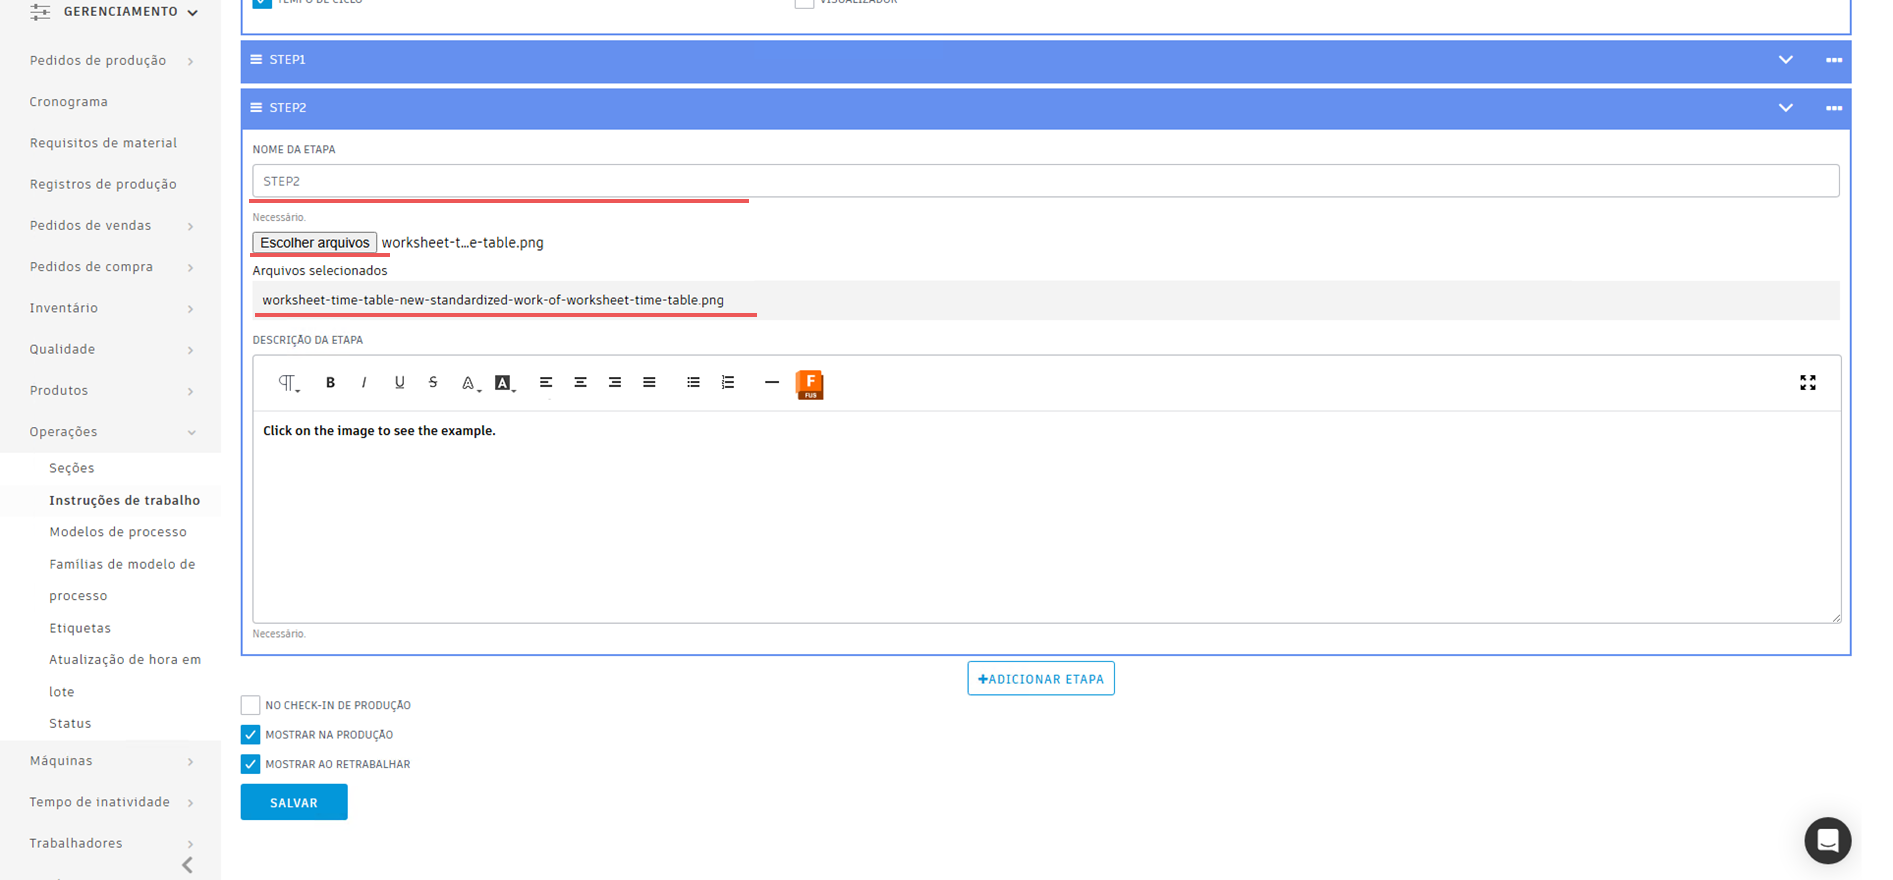 GERENCIAMENTO
Pedidos de produção
Cronograma
Requisitos de material
Registros de produção
Pedidos de vendas
Pedidos de compra
Inventário
Qualidade
Produtos
Operações
Seções
Instruções de trabalho
Modelos de processo
Famílias de modelo de
processo
Etiquetas
Atualização de hora em
lote
Status
Máquinas
Tempo de inatividade
Trabalhadores
TEMPO DE CICLO
VISUALIZADOR
STEP1
STEP2
NOME DA ETAPA
STEP2
Necessário.
Escolher arquivos worksheet-t...e-table.png
Arquivos selecionados
worksheet-time-table-new-standardized-work-of-worksheet-time-table.png
DESCRIÇÃO DA ETAPA
B I U S A A F FUS
Click on the image to see the example.
Necessário.
+ADICIONAR ETAPA
NO CHECK-IN DE PRODUÇÃO
MOSTRAR NA PRODUÇÃO
MOSTRAR AO RETRABALHAR
SALVAR